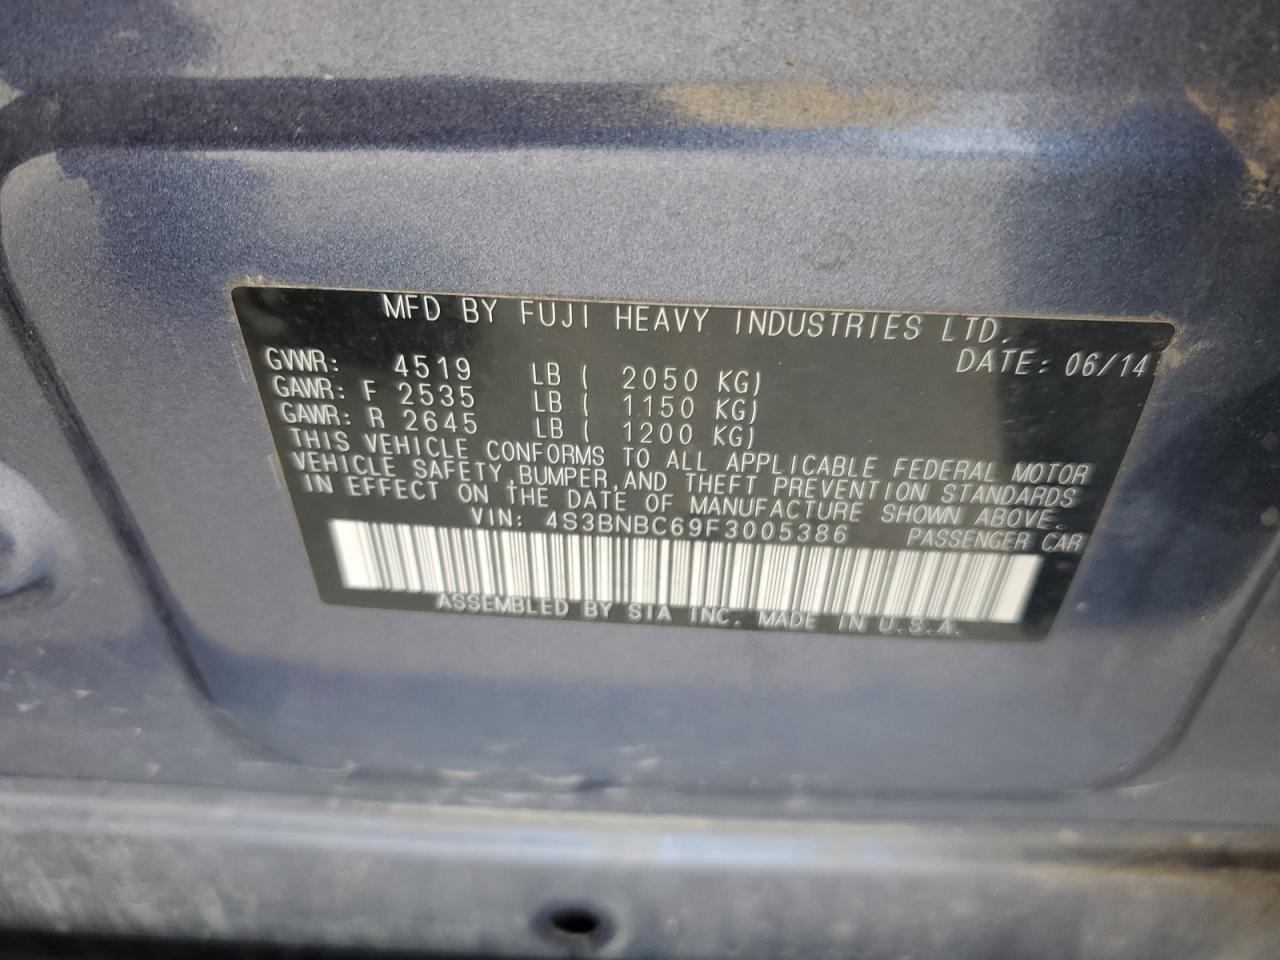 MFD BY FUJI HEAVY INDUSTRIES LTD.
DATE: 06/14
GVWR: 4519 LB ( 2050 KG)
GAWR: F 2535 LB ( 1150 KG)
GAWR: R 2645 LB ( 1200 KG)
THIS VEHICLE CONFORMS TO ALL APPLICABLE FEDERAL MOTOR
VEHICLE SAFETY,BUMPER,AND THEFT PREVENTION STANDARDS
IN EFFECT ON THE DATE OF MANUFACTURE SHOWN ABOVE.
VIN: 4S3BNBC69F3005386 PASSENGER CAR
ASSEMBLED BY SIA INC. MADE IN U.S.A.